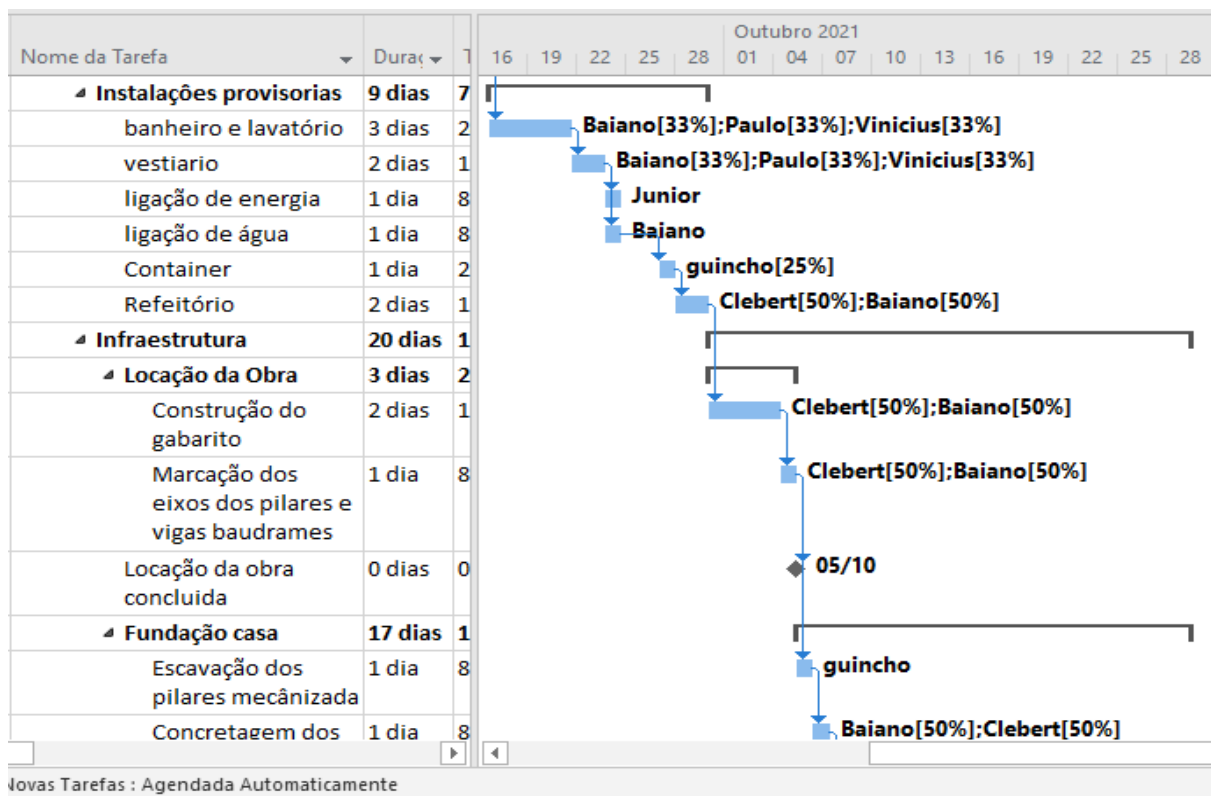 Outubro 2021
Nome da Tarefa Duraç T 16 19 22 25 28 01 04 07 10 13 16 19 22 25 28
Instalações provisorias 9 dias 7
banheiro e lavatório 3 dias 2 Baiano[33%];Paulo[33%];Vinicius[33%]
vestiario 2 dias 1 Baiano[33%];Paulo[33%];Vinicius[33%]
ligação de energia 1 dia 8 Junior
ligação de água 1 dia 8 Baiano
Container 1 dia 2 guincho[25%]
Refeitório 2 dias 1 Clebert[50%];Baiano[50%]
Infraestrutura 20 dias 1
Locação da Obra 3 dias 2
Construção do 2 dias 1 Clebert[50%];Baiano[50%]
gabarito
Marcação dos 1 dia 8 Clebert[50%];Baiano[50%]
eixos dos pilares e
vigas baudrames
Locação da obra 0 dias 0 05/10
concluida
Fundação casa 17 dias 1
Escavação dos 1 dia 8 guincho
pilares mecânizada
Concretagem dos 1 dia 8 Baiano[50%];Clebert[50%]
Novas Tarefas : Agendada Automaticamente